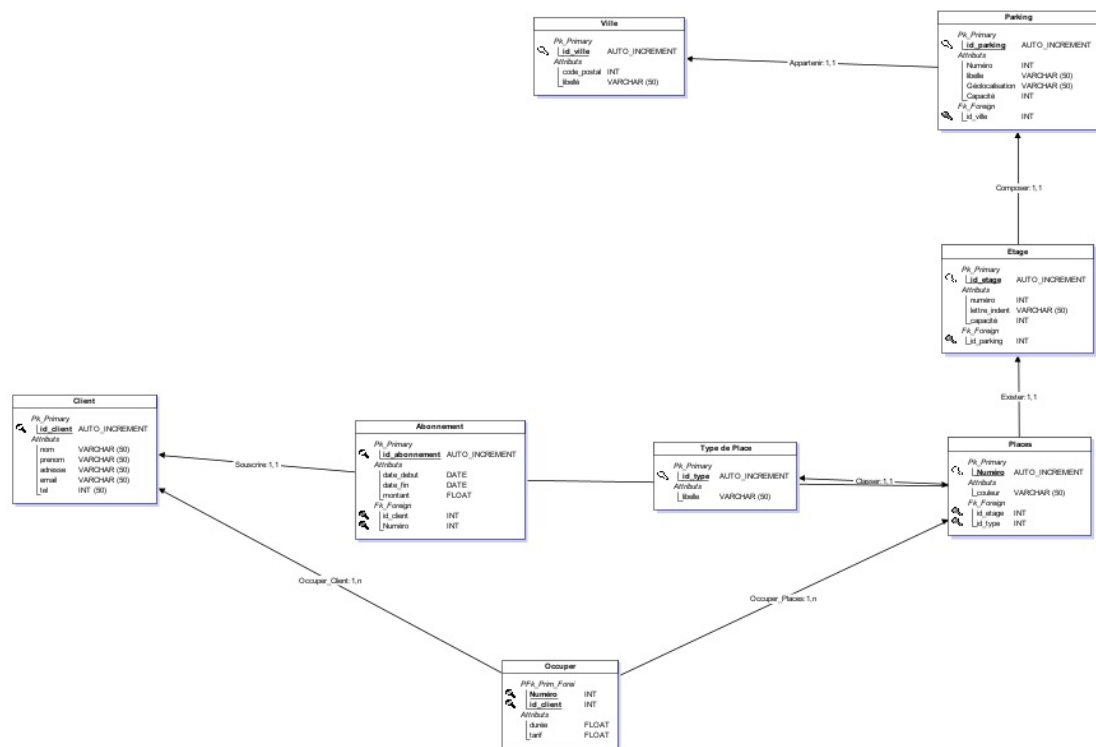 Ville
Pk_Primary
id_ville AUTO_INCREMENT
Attributs
code_postal INT
libellé VARCHAR (50)
Appartenir:1,1
Parking
Pk_Primary
id_parking AUTO_INCREMENT
Attributs
Numéro INT
libelle VARCHAR (50)
Géolocalisation VARCHAR (50)
Capacité INT
Fk_Foreign
id_ville INT
Composer:1,1
Etage
Pk_Primary
id_etage AUTO_INCREMENT
Attributs
numéro INT
lettre_indent VARCHAR (50)
capacité INT
Fk_Foreign
id_parking INT
Exister:1,1
Client
Pk_Primary
id_client AUTO_INCREMENT
Attributs
nom VARCHAR (50)
prenom VARCHAR (50)
adresse VARCHAR (50)
email VARCHAR (50)
tel INT (50)
Souscrire:1,1
Abonnement
Pk_Primary
id_abonnement AUTO_INCREMENT
Attributs
date_debut DATE
date_fin DATE
montant FLOAT
Fk_Foreign
id_client INT
Numéro INT
Type de Place
Pk_Primary
id_type AUTO_INCREMENT
Attributs
libelle VARCHAR (50)
Classer:1,1
Places
Pk_Primary
Numéro AUTO_INCREMENT
Attributs
couleur VARCHAR (50)
Fk_Foreign
id_etage INT
id_type INT
Occuper_Client:1,n
Occuper_Places:1,n
Occuper
PFk_Prim_Forei
Numéro INT
id_client INT
Attributs
durée FLOAT
tarif FLOAT